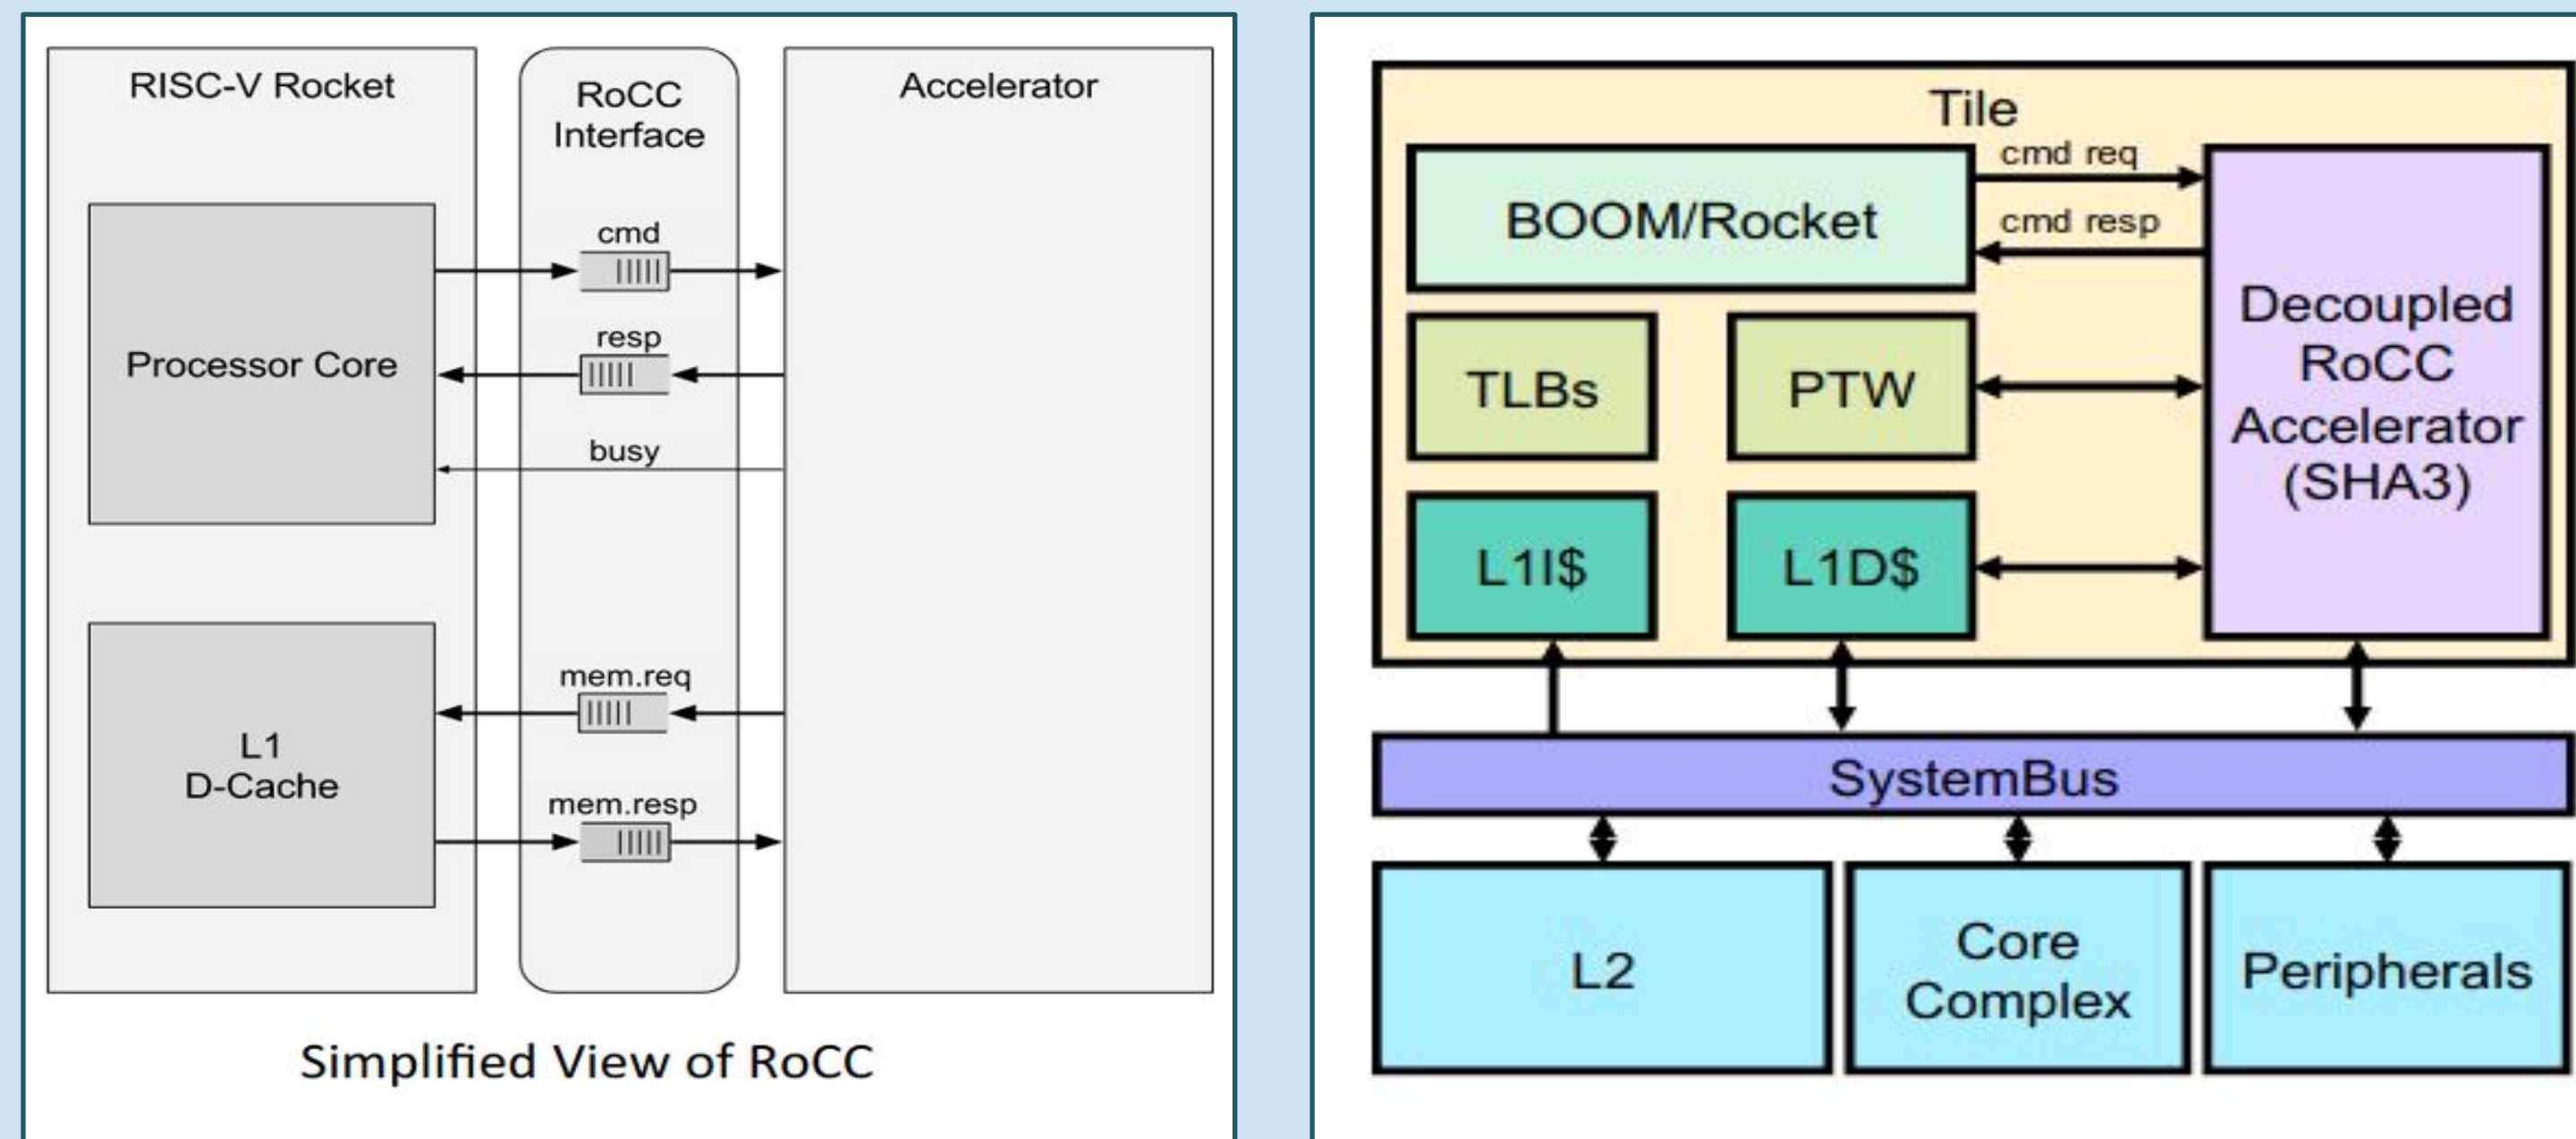 RISC-V Rocket
RoCC
Interface
Accelerator
cmd
resp
Processor Core
busy
mem.req
L1
D-Cache
mem.resp
Simplified View of RoCC
Tile
cmd req
BOOM/Rocket
cmd resp
Decoupled
RoCC
Accelerator
(SHA3)
TLBs
PTW
L1I$
L1D$
SystemBus
L2
Core
Complex
Peripherals